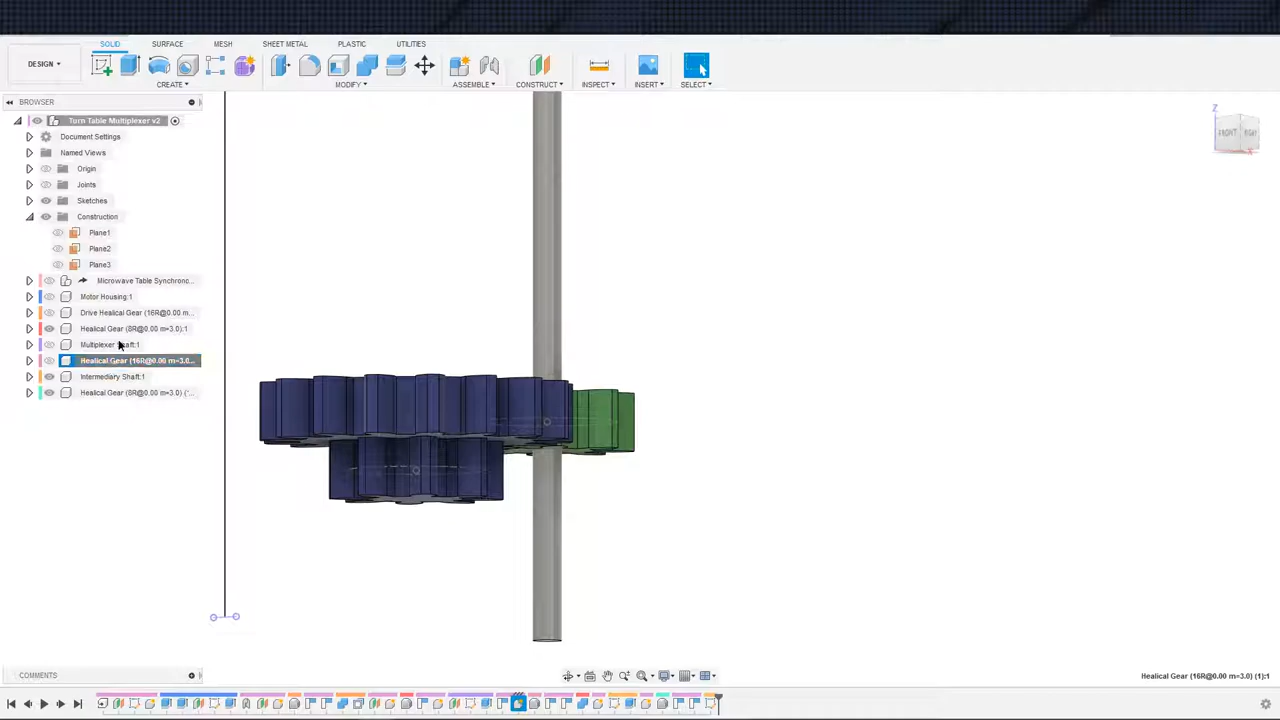 SOLID SURFACE MESH SHEET METAL PLASTIC UTILITIES
DESIGN ▾
CREATE ▾ MODIFY ▾ ASSEMBLE ▾ CONSTRUCT ▾ INSPECT ▾ INSERT ▾ SELECT ▾
BROWSER
Turn Table Multiplexer v2
Document Settings
Named Views
Origin
Joints
Sketches
Construction
Plane1
Plane2
Plane3
Microwave Table Synchronc...
Motor Housing:1
Drive Healical Gear (16R@0.00 m...
Healical Gear (8R@0.00 m=3.0):1
Multiplexer Shaft:1
Healical Gear (16R@0.00 m=3.0...
Intermediary Shaft:1
Healical Gear (8R@0.00 m=3.0) (...
Z
FRONT RIGHT
X
COMMENTS
Healical Gear (16R@0.00 m=3.0) (1):1